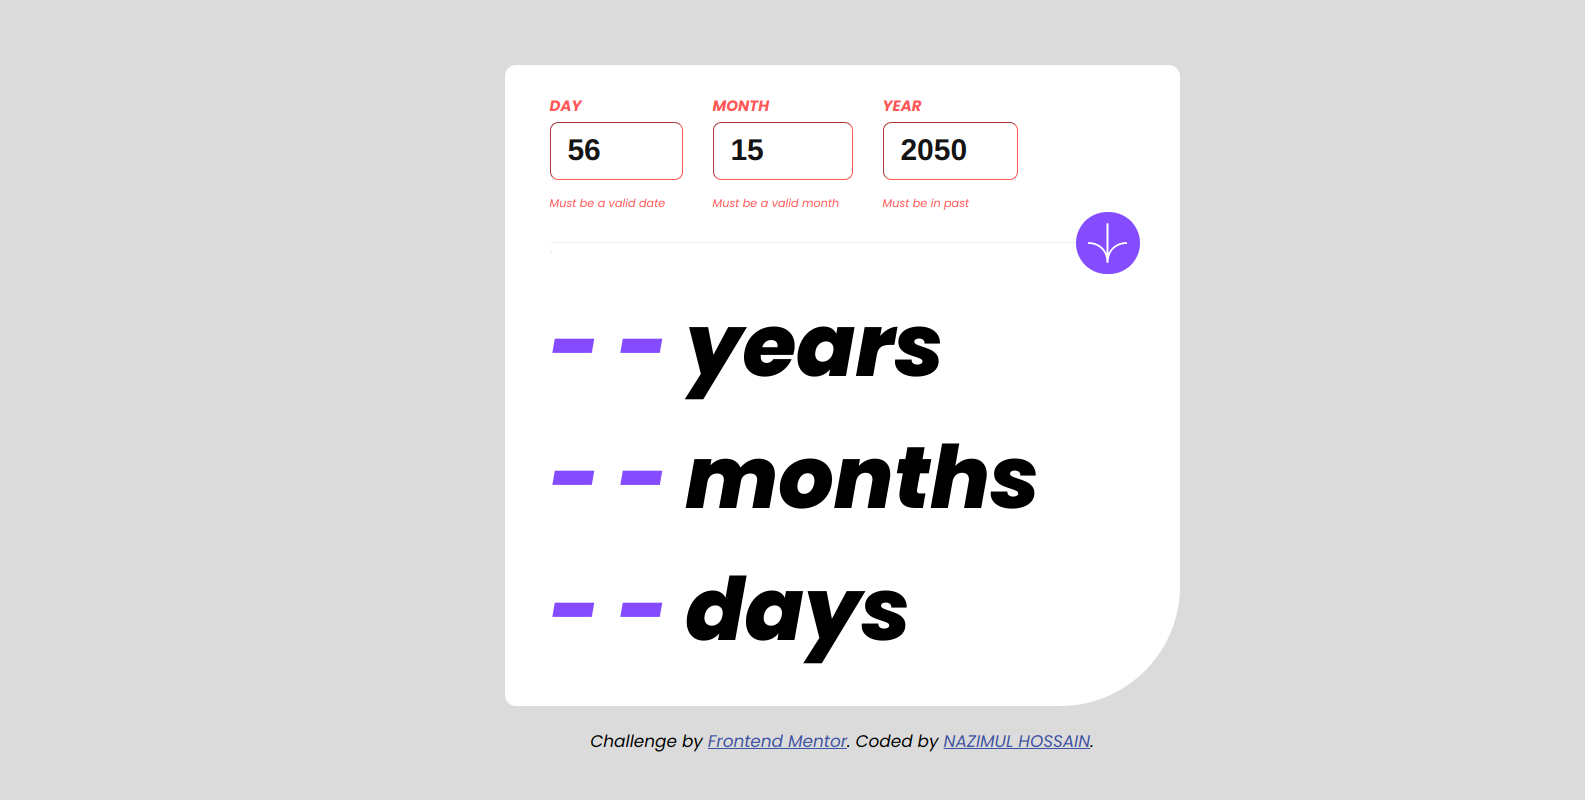 DAY MONTH YEAR
56 15 2050
Must be a valid date Must be a valid month Must be in past
- - years
- - months
- - days
Challenge by Frontend Mentor. Coded by NAZIMUL HOSSAIN.